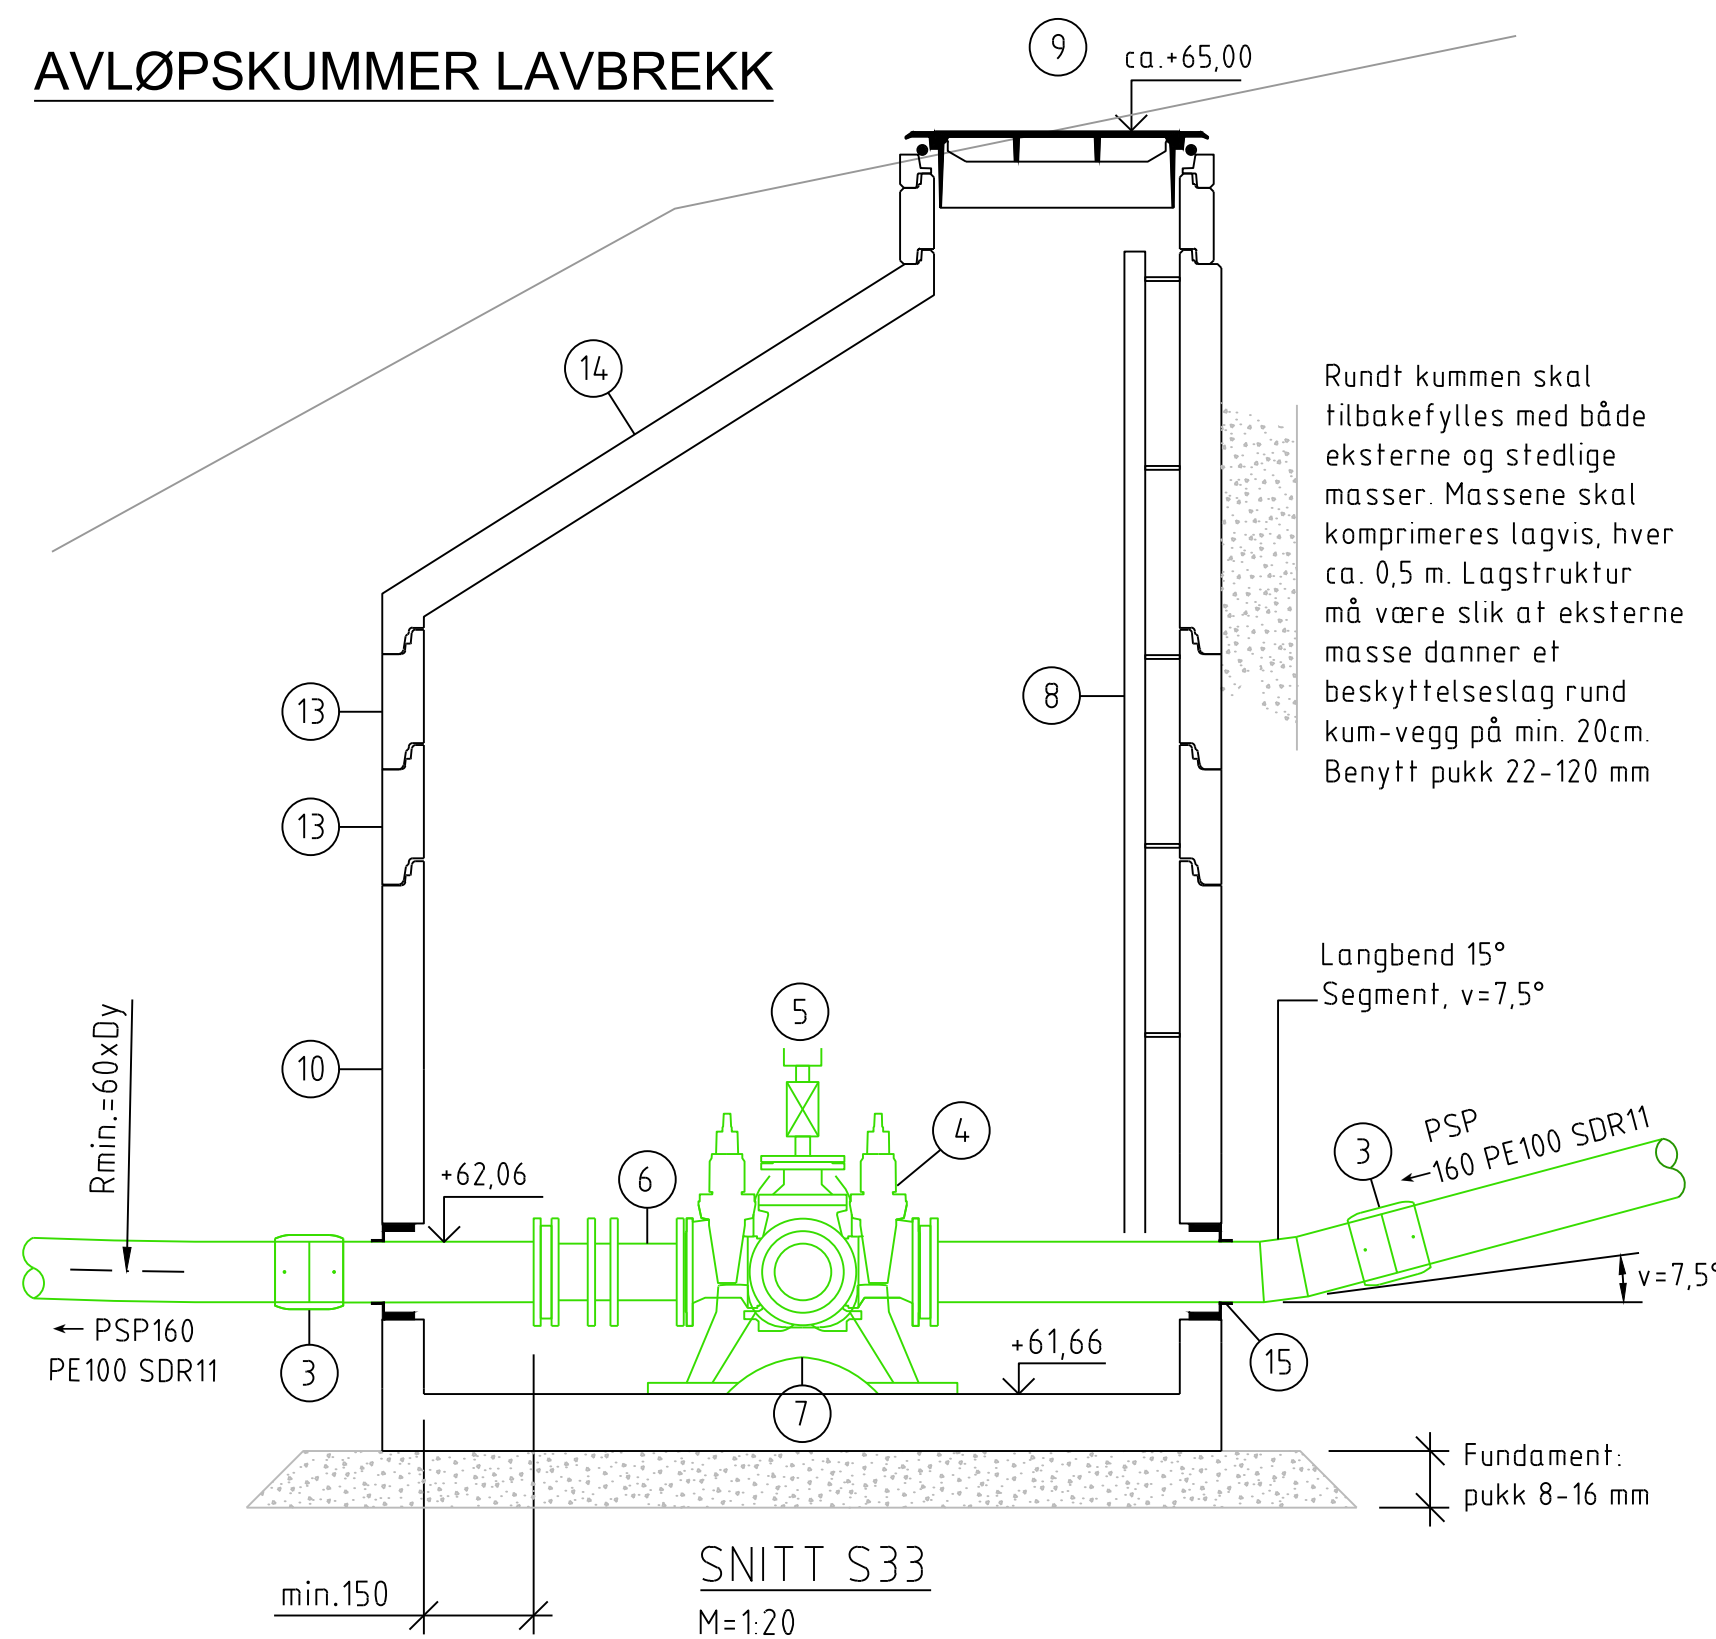 AVLØPSKUMMER LAVBREKK
9
ca.+65,00
14
Rundt kummen skal
tilbakefylles med både
eksterne og stedlige
masser. Massene skal
komprimeres lagvis, hver
ca. 0,5 m. Lagstruktur
må være slik at eksterne
masse danner et
beskyttelseslag rund
kum-vegg på min. 20cm.
Benytt pukk 22-120 mm
13
8
13
Langbend 15°
Segment, v=7,5°
5
10
Rmin.=60xDy
4
3
PSP
160 PE100 SDR11
+62,06
6
v=7,5°
PSP160
PE100 SDR11
3
+61,66
15
7
Fundament:
pukk 8-16 mm
min.150
SNITT S33
M=1:20